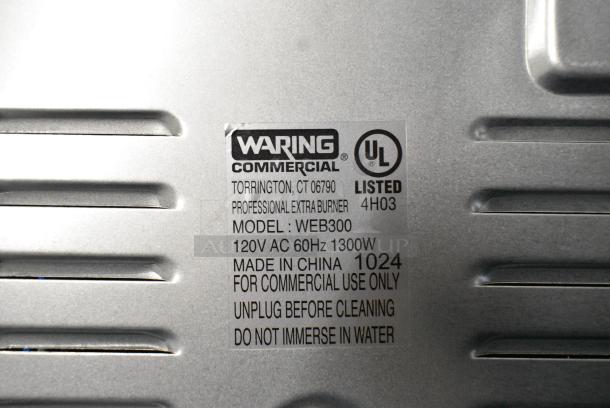 WARING
COMMERCIAL®
TORRINGTON, CT 06790
PROFESSIONAL EXTRA BURNER
MODEL : WEB300
120V AC 60Hz 1300W
MADE IN CHINA 1024
FOR COMMERCIAL USE ONLY
UNPLUG BEFORE CLEANING
DO NOT IMMERSE IN WATER
UL
LISTED
4H03